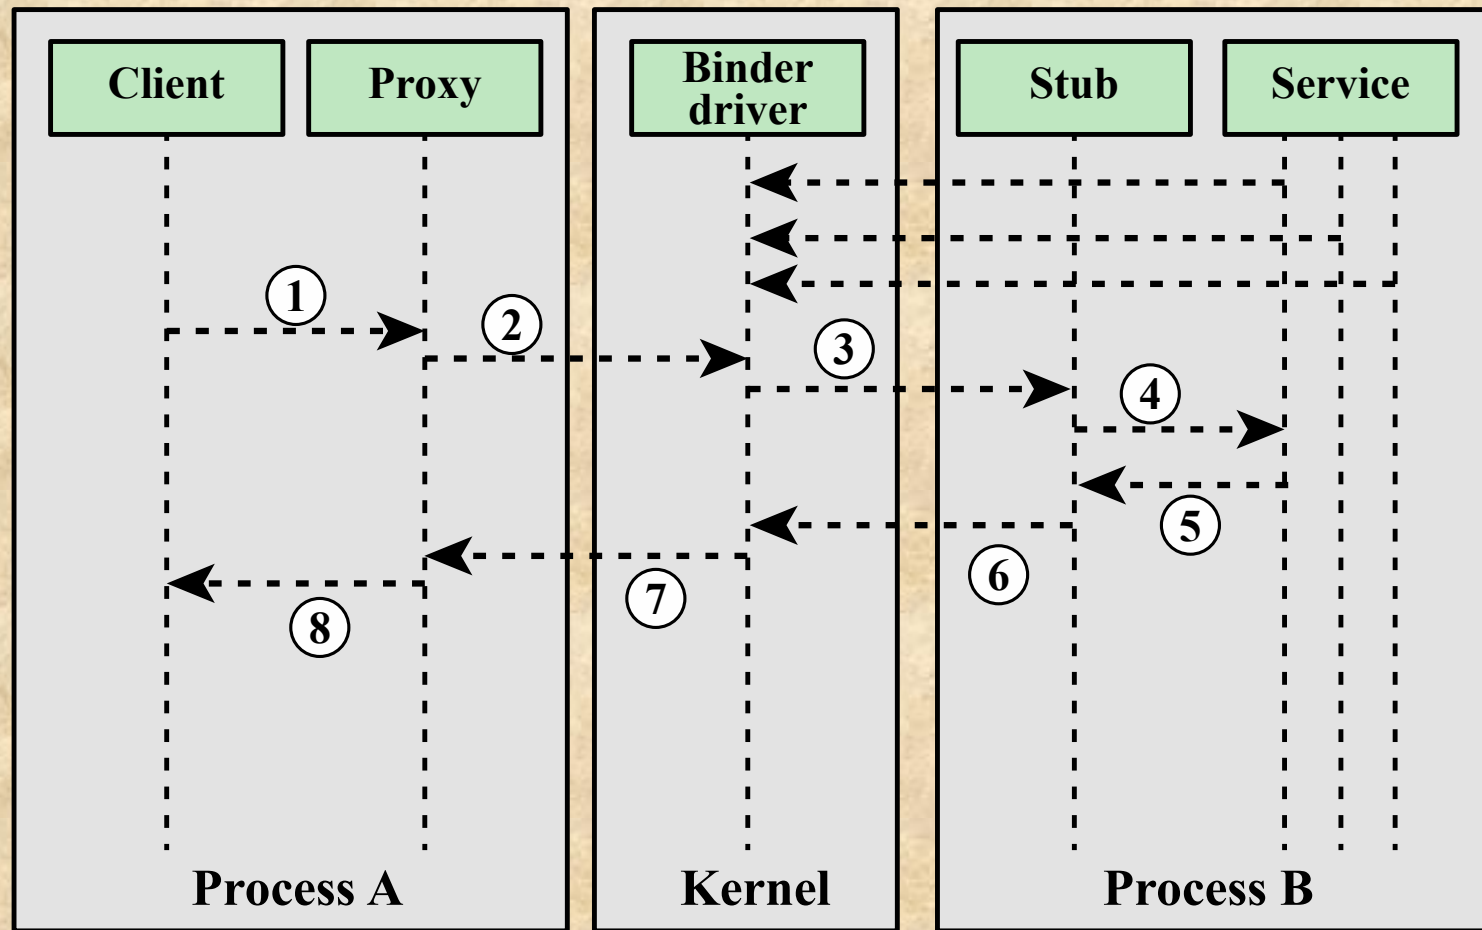 Client
Proxy
Binder
driver
Stub
Service
1
2
3
4
5
6
7
8
Process A
Kernel
Process B